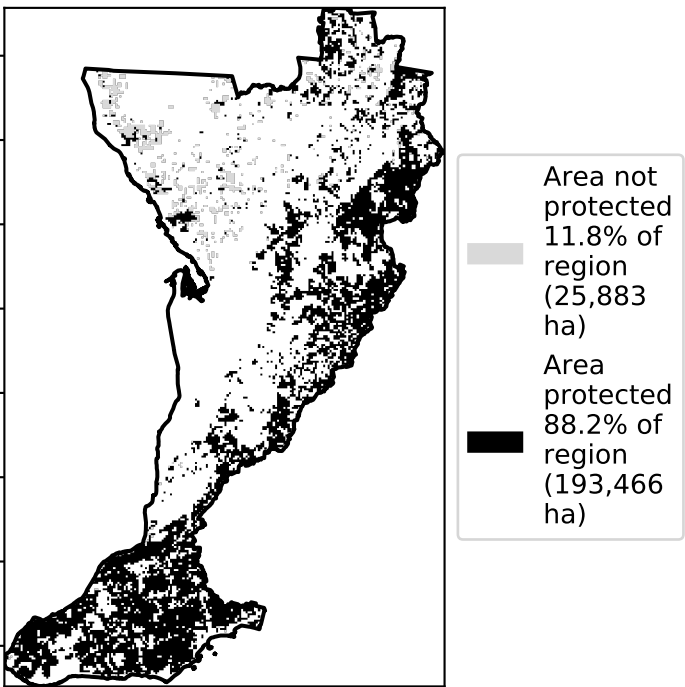 Area not
protected
11.8% of
region
(25,883
ha)
Area
protected
88.2% of
region
(193,466
ha)